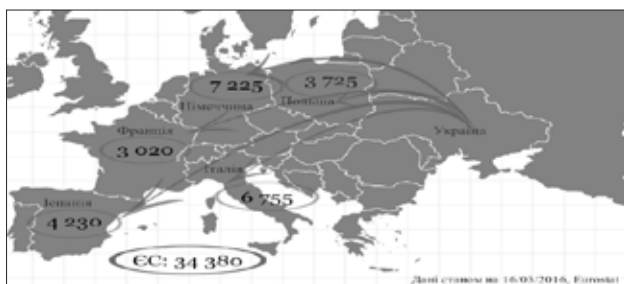 7 225
Німеччина
3 725
Польща
Україна
Франція
3 020
Італія
6 755
Іспанія
4 230
ЄС: 34 380
Дані станом на 16/03/2016, Eurostat